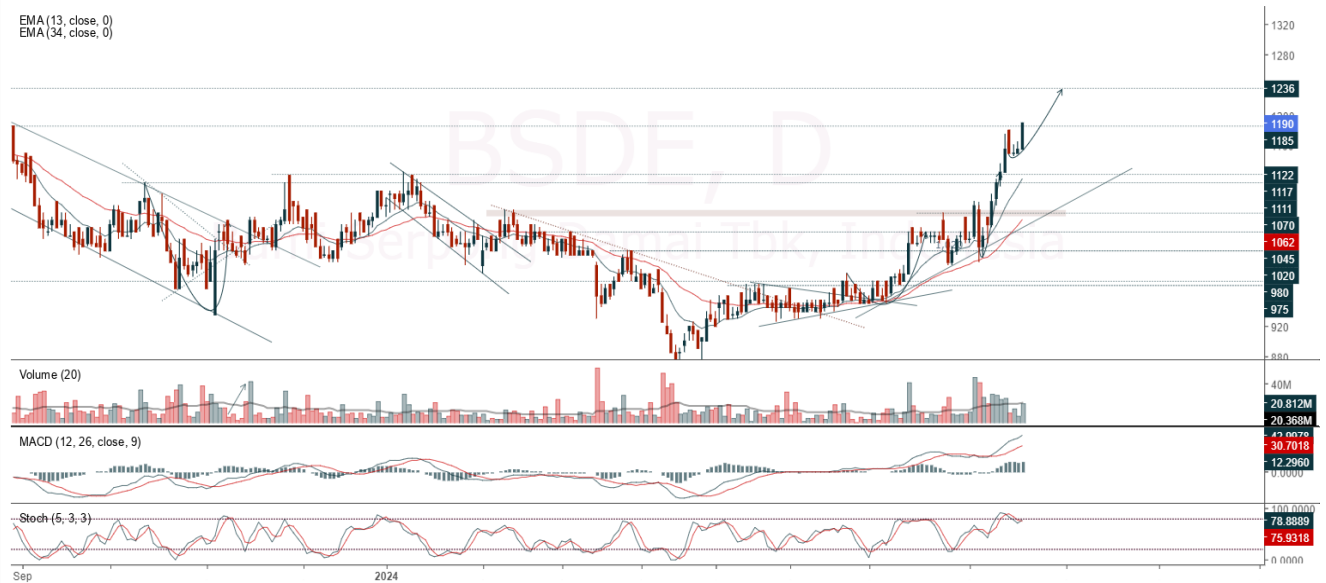 EMA (13, close, 0)
EMA (34, close, 0)
BSDE, D
1320
1280
1236
1190
1185
1122
1117
1111
1070
1062
1045
1020
980
975
920
880
Volume (20)
40M
20.812M
20.368M
MACD (12, 26, close, 9)
30.7018
12.2960
0.0000
Stoch (5, 3, 3)
100.0000
78.8889
75.9318
0.0000
Sep
2024